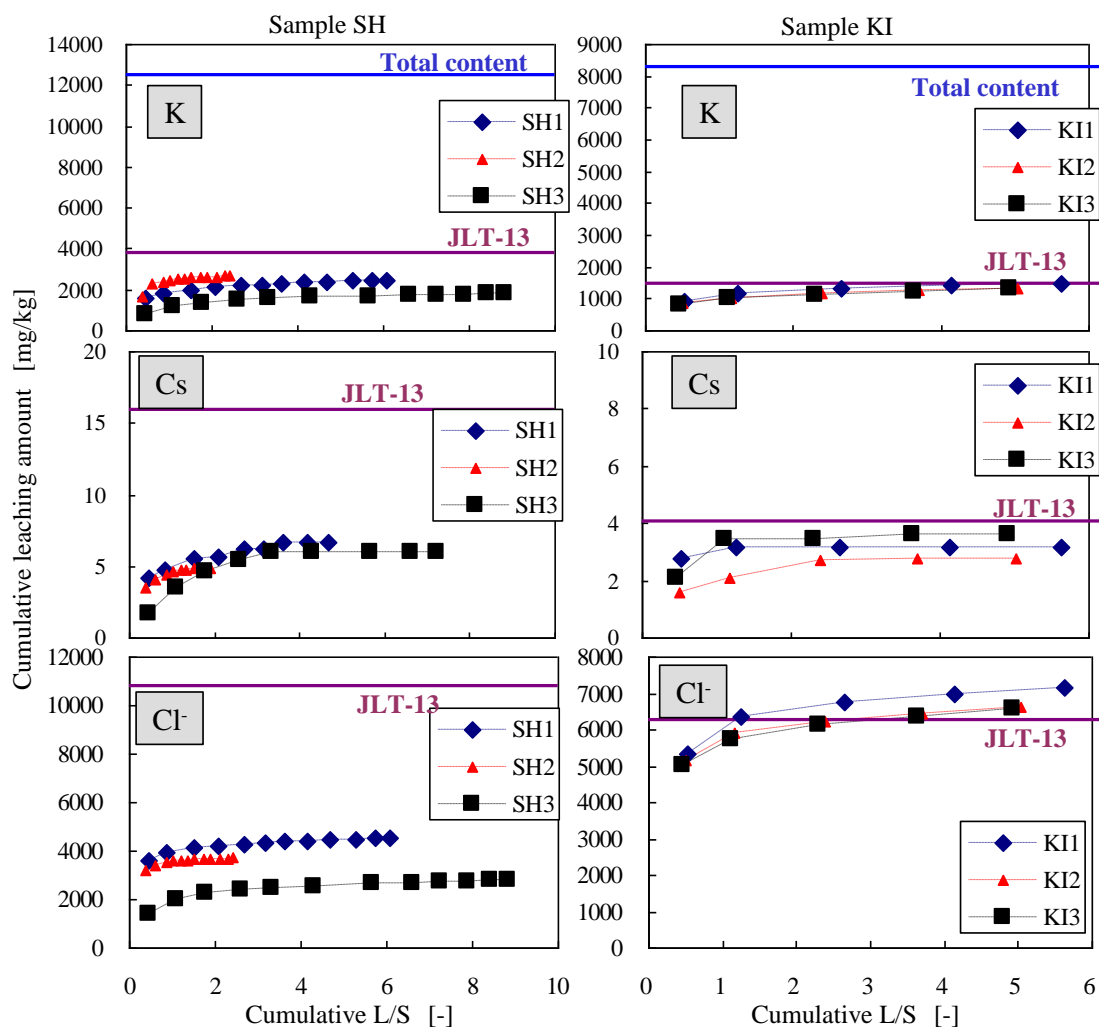 Sample SH
Sample KI
Cumulative leaching amount [mg/kg]
14000
12000
10000
8000
6000
4000
2000
0
Total content
K
SH1
SH2
SH3
JLT-13
9000
8000
7000
6000
5000
4000
3000
2000
1000
0
Total content
K
KI1
KI2
KI3
JLT-13
20
15
10
5
0
Cs
JLT-13
SH1
SH2
SH3
10
8
6
4
2
0
Cs
KI1
KI2
KI3
JLT-13
0 2 4 6
12000
10000
8000
6000
4000
2000
0
Cl-
JLT-13
SH1
SH2
SH3
0 2 4 6 8 10
Cumulative L/S [-]
8000
7000
6000
5000
4000
3000
2000
1000
0
Cl-
JLT-13
KI1
KI2
KI3
0 1 2 3 4 5 6
Cumulative L/S [-]